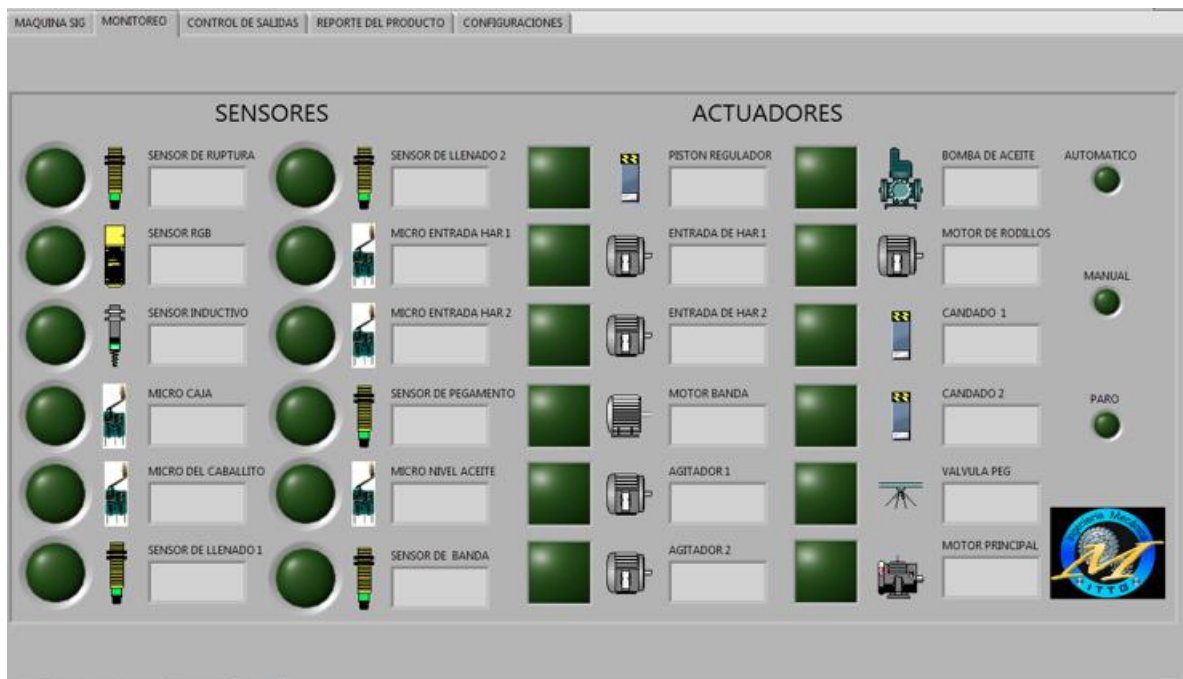 MAQUINA SIG
MONITOREO
CONTROL DE SALIDAS
REPORTE DEL PRODUCTO
CONFIGURACIONES
SENSORES
SENSOR DE RUPTURA
SENSOR RGB
SENSOR INDUCTIVO
MICRO CAJA
MICRO DEL CABALLITO
SENSOR DE LLENADO 1
SENSOR DE LLENADO 2
MICRO ENTRADA HAR 1
MICRO ENTRADA HAR 2
SENSOR DE PEGAMENTO
MICRO NIVEL ACEITE
SENSOR DE BANDA
ACTUADORES
PISTON REGULADOR
ENTRADA DE HAR 1
ENTRADA DE HAR 2
MOTOR BANDA
AGITADOR 1
AGITADOR 2
BOMBA DE ACEITE
MOTOR DE RODILLOS
CANDADO 1
CANDADO 2
VALVULA PEG
MOTOR PRINCIPAL
AUTOMATICO
MANUAL
PARO
Ingeniería Mecánica
M
ITTG